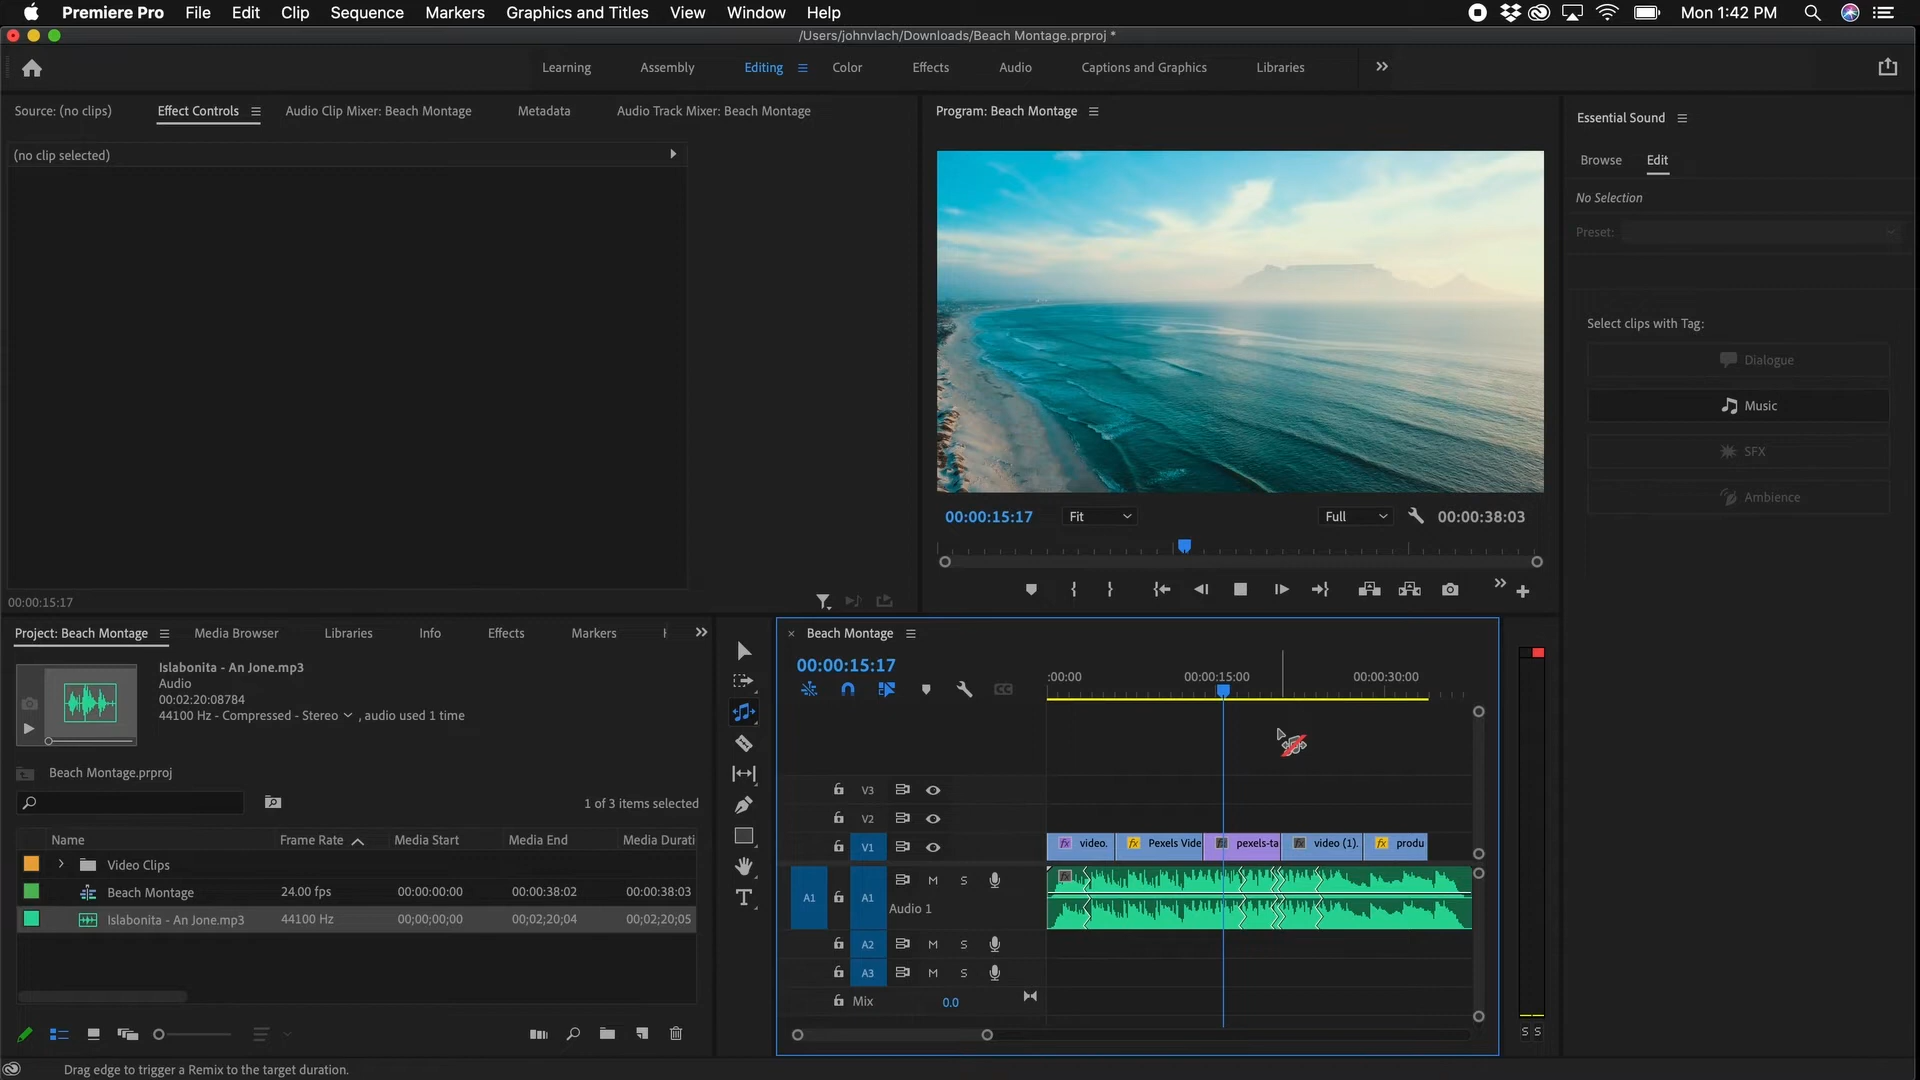 Premiere Pro File Edit Clip Sequence Markers Graphics and Titles View Window Help Mon 1:42 PM
/Users/johnvlach/Downloads/Beach Montage.prproj *
Learning Assembly Editing Color Effects Audio Captions and Graphics Libraries
Source: (no clips) Effect Controls Audio Clip Mixer: Beach Montage Metadata Audio Track Mixer: Beach Montage
(no clip selected)
00:00:15:17
Program: Beach Montage
00:00:15:17 Fit Full 00:00:38:03
Essential Sound
Browse Edit
No Selection
Preset:
Select clips with Tag:
Dialogue
Music
SFX
Ambience
Project: Beach Montage Media Browser Libraries Info Effects Markers
Islabonita - An Jone.mp3
Audio
00:02:20:08784
44100 Hz - Compressed - Stereo , audio used 1 time
Beach Montage.prproj
1 of 3 items selected
Name Frame Rate Media Start Media End Media Durati
Video Clips
Beach Montage 24.00 fps 00:00:00:00 00:00:38:02 00:00:38:03
Islabonita - An Jone.mp3 44100 Hz 00;00;00;00 00;02;20;04 00;02;20;05
Beach Montage
00:00:15:17
:00:00 00:00:15:00 00:00:30:00
V3
V2
V1 fx video. fx Pexels Vide fx pexels-ta fx video (1). fx produ
A1 A1 M S
Audio 1
A2 M S
A3 M S
Mix 0.0
S S
Drag edge to trigger a Remix to the target duration.